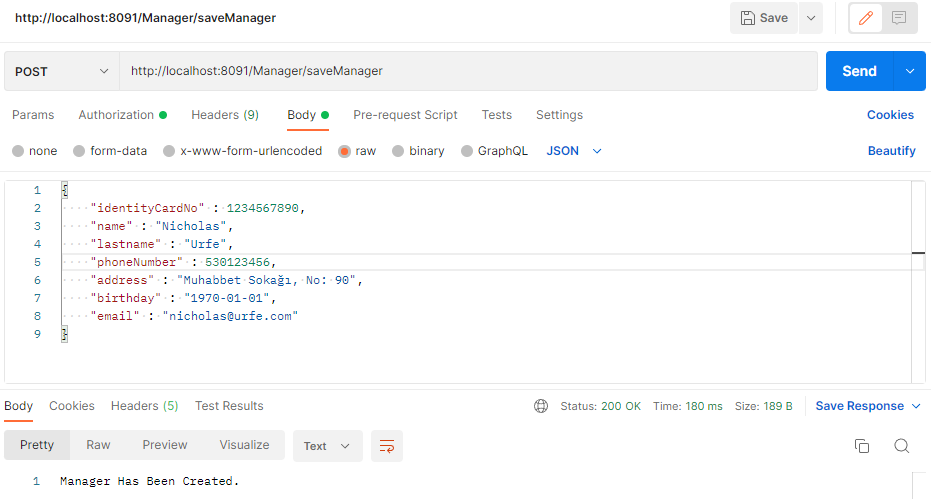 http://localhost:8091/Manager/saveManager Save
POST http://localhost:8091/Manager/saveManager Send
Params Authorization Headers (9) Body Pre-request Script Tests Settings Cookies
none form-data x-www-form-urlencoded raw binary GraphQL JSON Beautify
1 {
2 "identityCardNo" : 1234567890,
3 "name" : "Nicholas",
4 "lastname" : "Urfe",
5 "phoneNumber" : 530123456,
6 "address" : "Muhabbet Sokağı, No: 90",
7 "birthday" : "1970-01-01",
8 "email" : "nicholas@urfe.com"
9 }
Body Cookies Headers (5) Test Results Status: 200 OK Time: 180 ms Size: 189 B Save Response
Pretty Raw Preview Visualize Text
1 Manager Has Been Created.